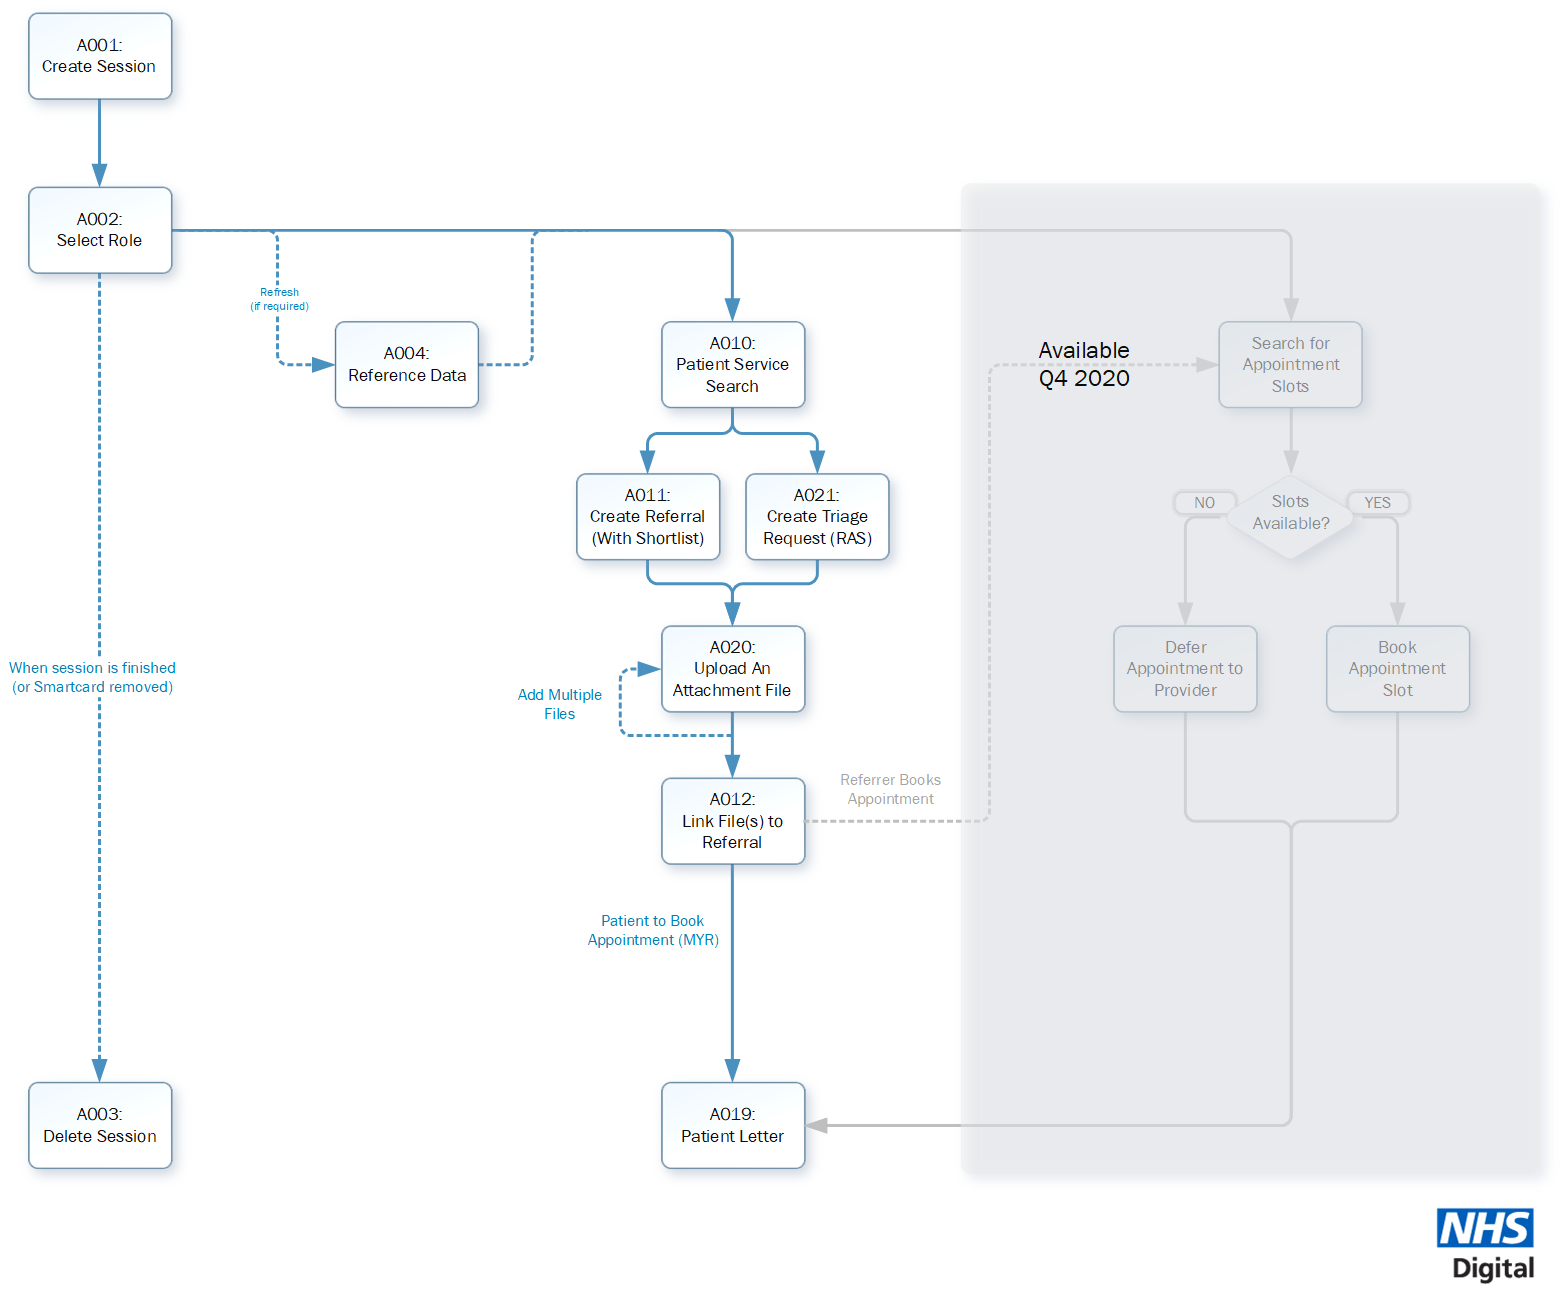 A001:
Create Session
A002:
Select Role
Refresh
(if required)
A004:
Reference Data
A010:
Patient Service
Search
Available
Q4 2020
Search for
Appointment
Slots
A011:
Create Referral
(With Shortlist)
A021:
Create Triage
Request (RAS)
NO
Slots
Available?
YES
When session is finished
(or Smartcard removed)
Add Multiple
Files
A020:
Upload An
Attachment File
Defer
Appointment to
Provider
Book
Appointment
Slot
A012:
Link File(s) to
Referral
Referrer Books
Appointment
Patient to Book
Appointment (MYR)
A003:
Delete Session
A019:
Patient Letter
NHS
Digital